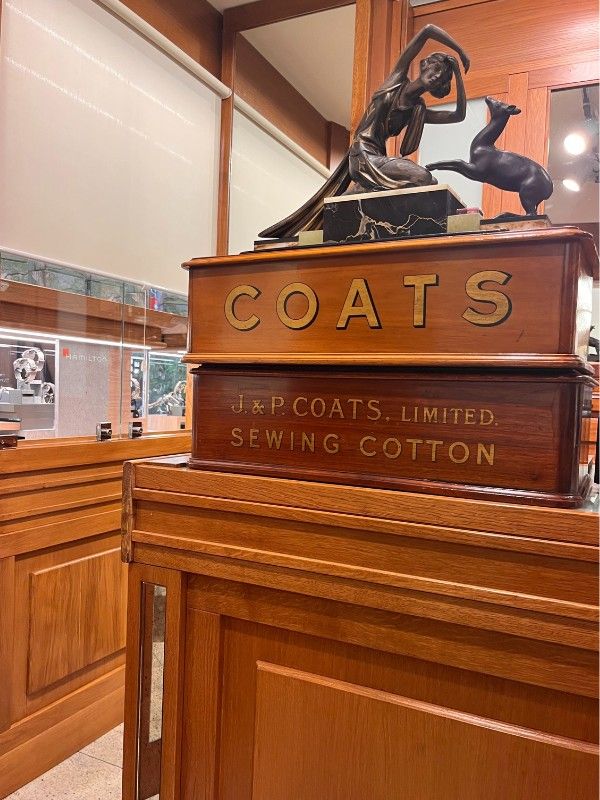 COATS
J. & P. COATS, LIMITED.
SEWING COTTON
HAMILTON